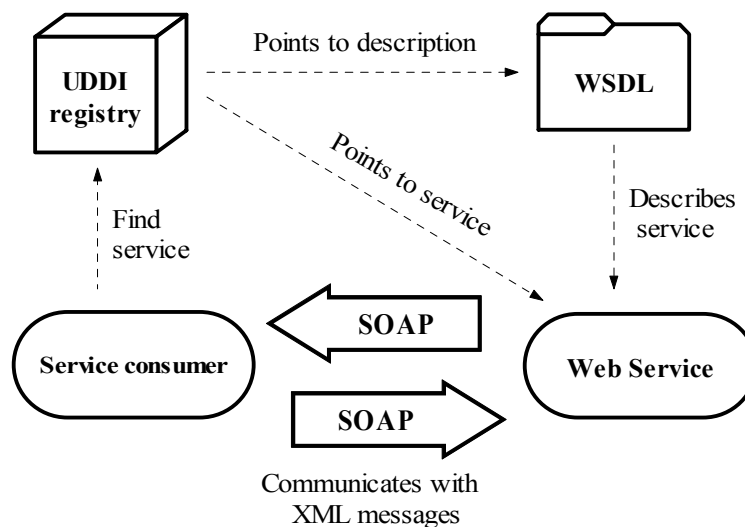 Points to description
UDDI
registry
WSDL
Points to service
Find
service
Describes
service
SOAP
Service consumer
Web Service
SOAP
Communicates with
XML messages